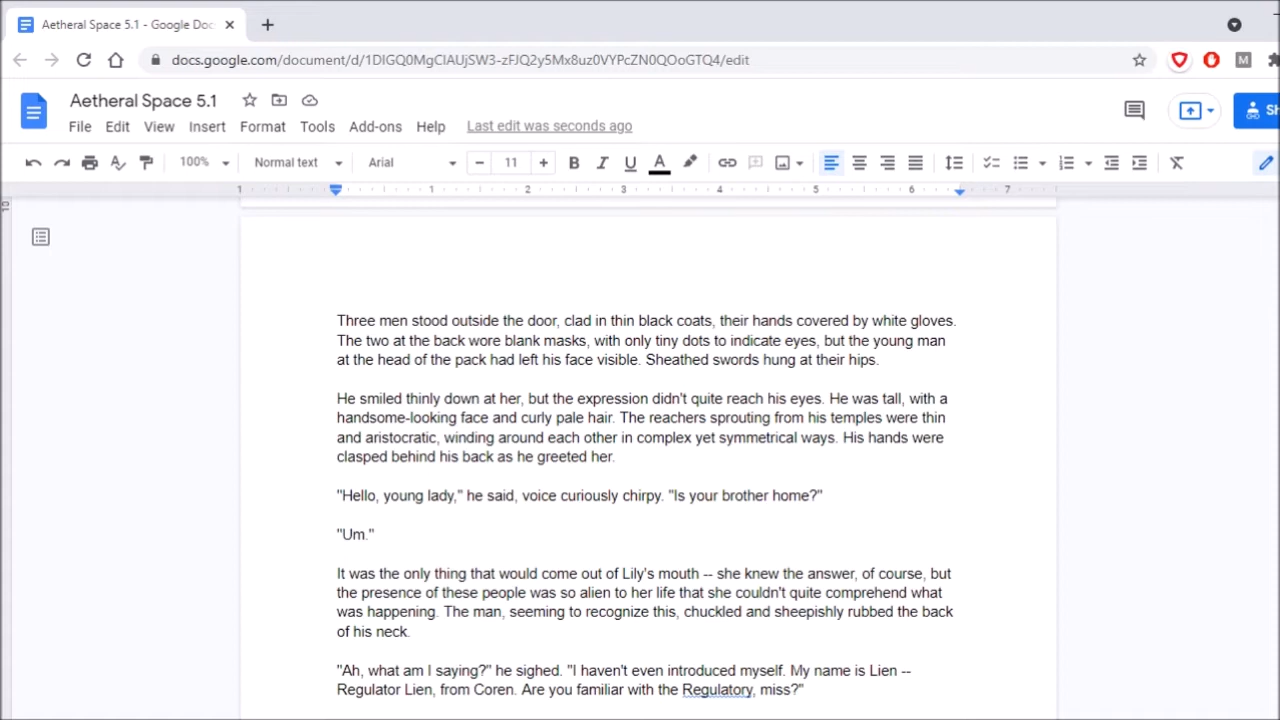 Aetheral Space 5.1 - Google Doc
docs.google.com/document/d/1DIGQ0MgClAUjSW3-zFJQ2y5Mx8uz0VYPcZN0QOoGTQ4/edit
M
Aetheral Space 5.1
Sh
File Edit View Insert Format Tools Add-ons Help Last edit was seconds ago
100% Normal text Arial 11 B I U A
1 1 2 3 4 5 6 7
10
Three men stood outside the door, clad in thin black coats, their hands covered by white gloves.
The two at the back wore blank masks, with only tiny dots to indicate eyes, but the young man
at the head of the pack had left his face visible. Sheathed swords hung at their hips.
He smiled thinly down at her, but the expression didn't quite reach his eyes. He was tall, with a
handsome-looking face and curly pale hair. The reachers sprouting from his temples were thin
and aristocratic, winding around each other in complex yet symmetrical ways. His hands were
clasped behind his back as he greeted her.
"Hello, young lady," he said, voice curiously chirpy. "Is your brother home?"
"Um."
It was the only thing that would come out of Lily's mouth -- she knew the answer, of course, but
the presence of these people was so alien to her life that she couldn't quite comprehend what
was happening. The man, seeming to recognize this, chuckled and sheepishly rubbed the back
of his neck.
"Ah, what am I saying?" he sighed. "I haven't even introduced myself. My name is Lien --
Regulator Lien, from Coren. Are you familiar with the Regulatory, miss?"